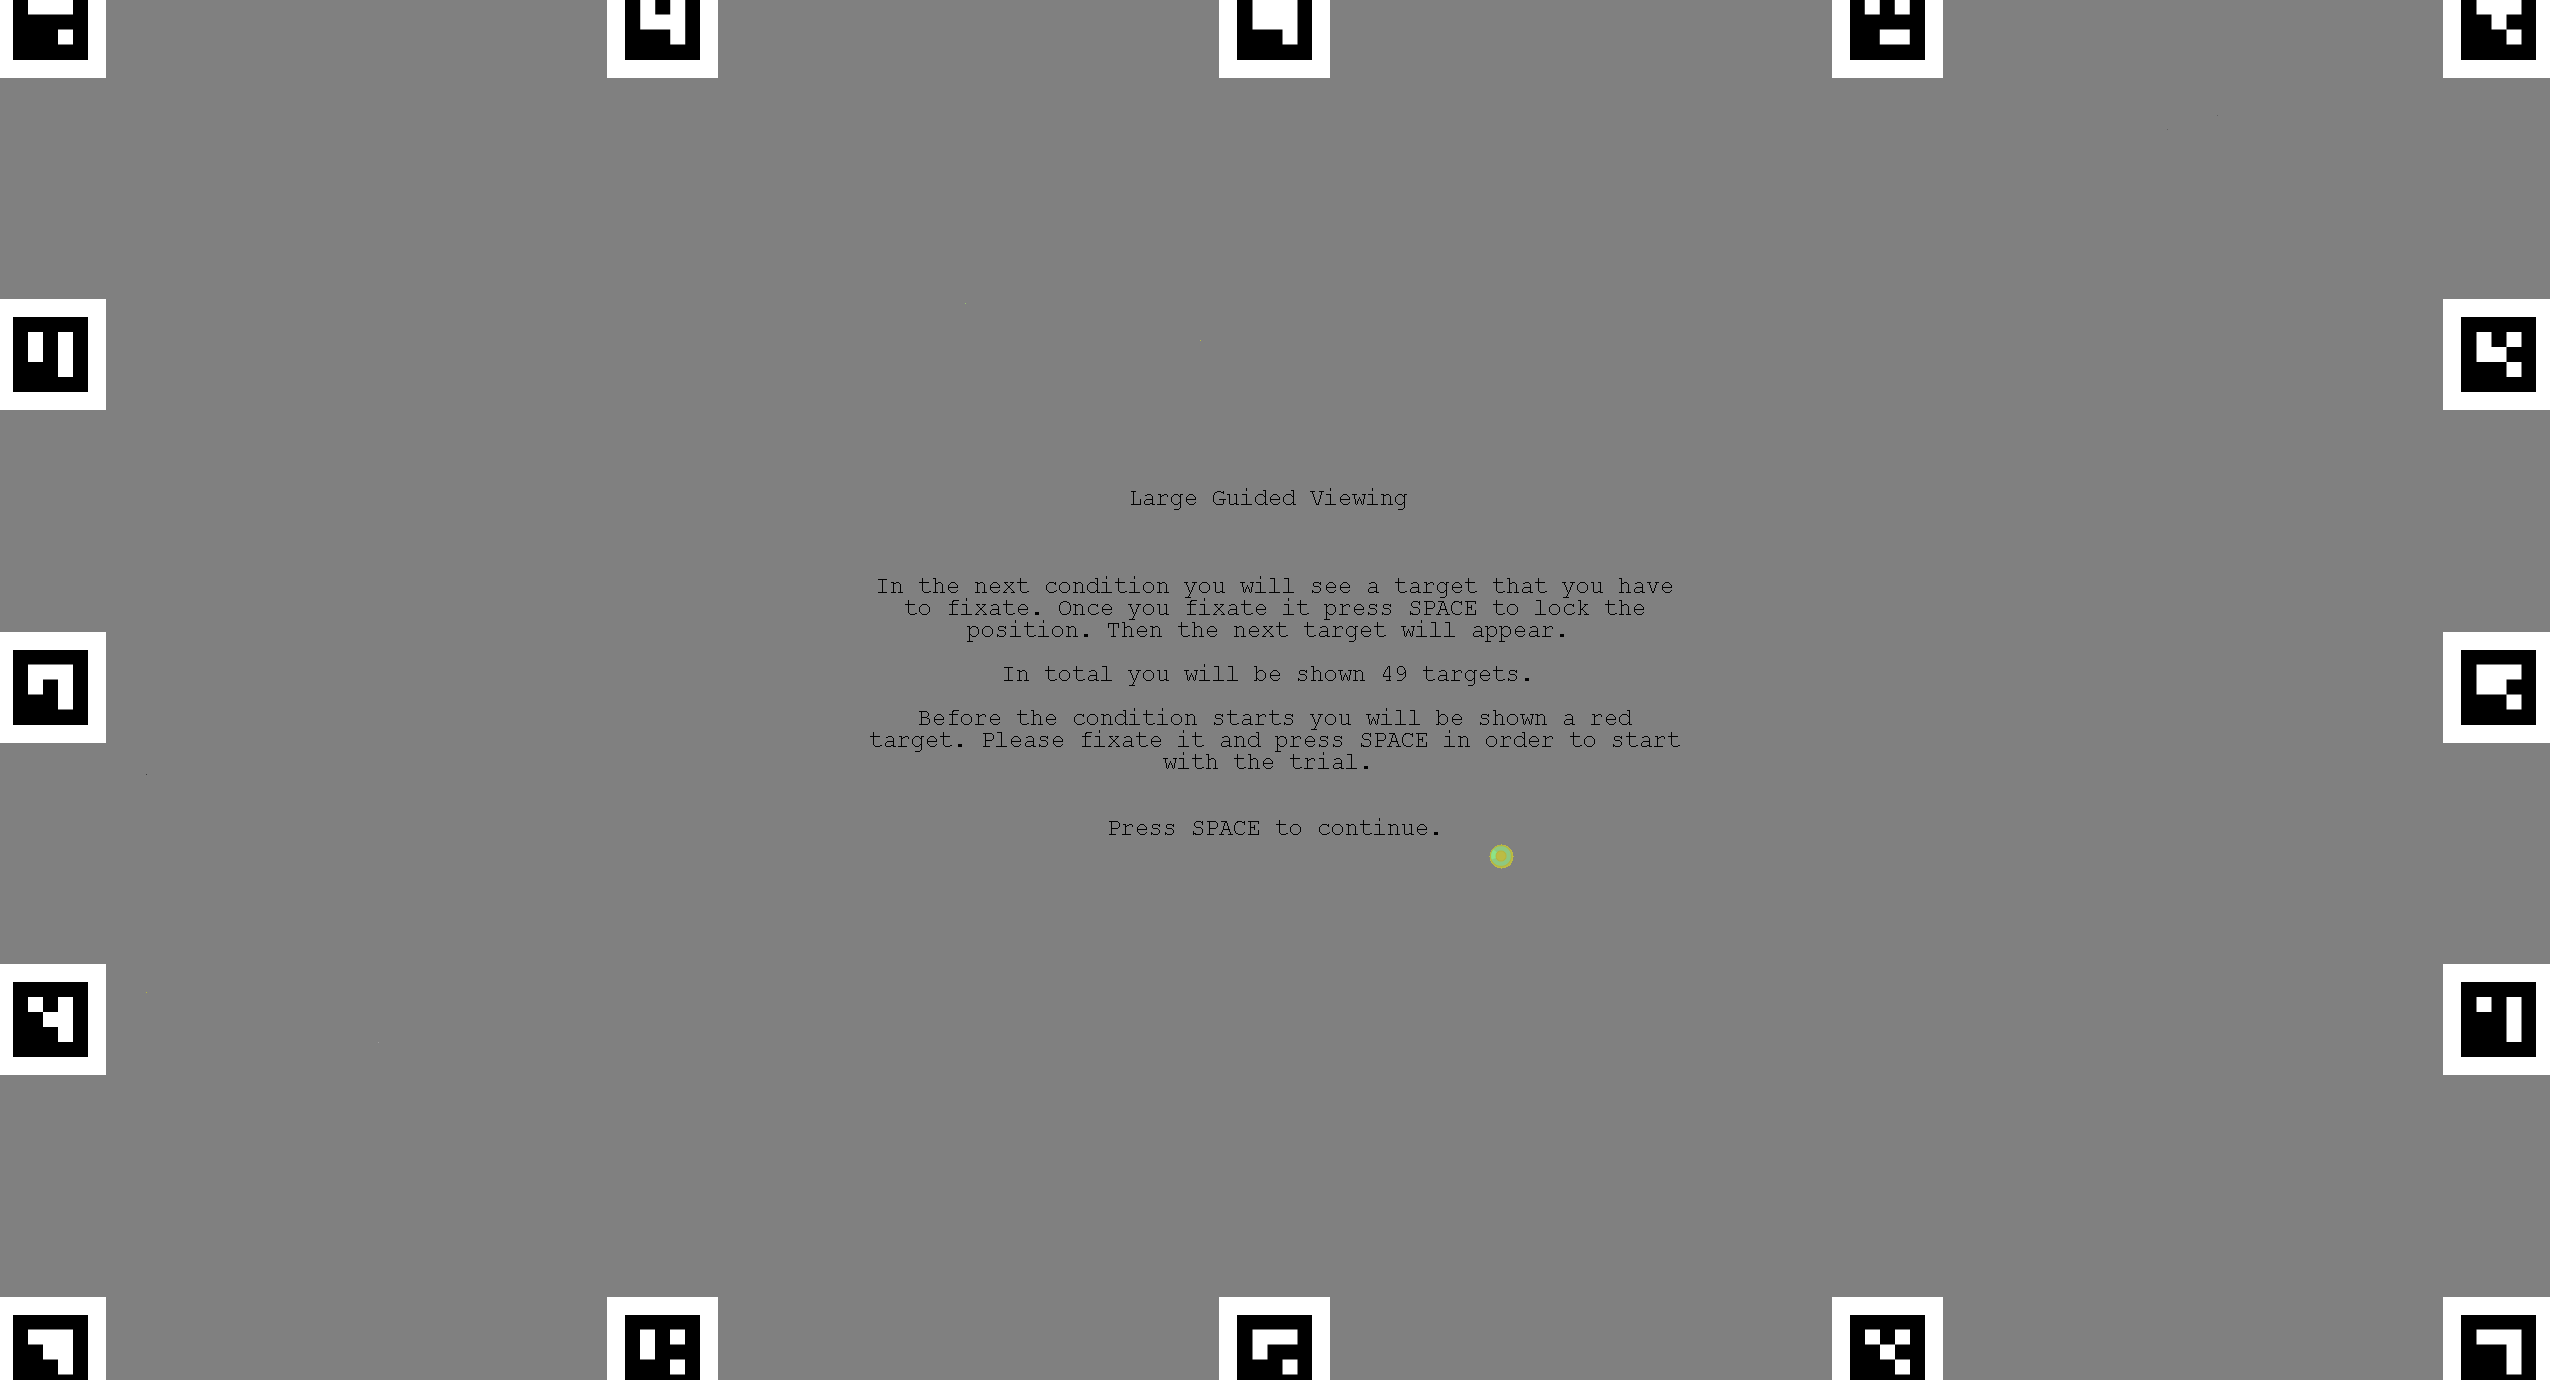 Large Guided Viewing
In the next condition you will see a target that you have
to fixate. Once you fixate it press SPACE to lock the
position. Then the next target will appear.
In total you will be shown 49 targets.
Before the condition starts you will be shown a red
target. Please fixate it and press SPACE in order to start
with the trial.
Press SPACE to continue.